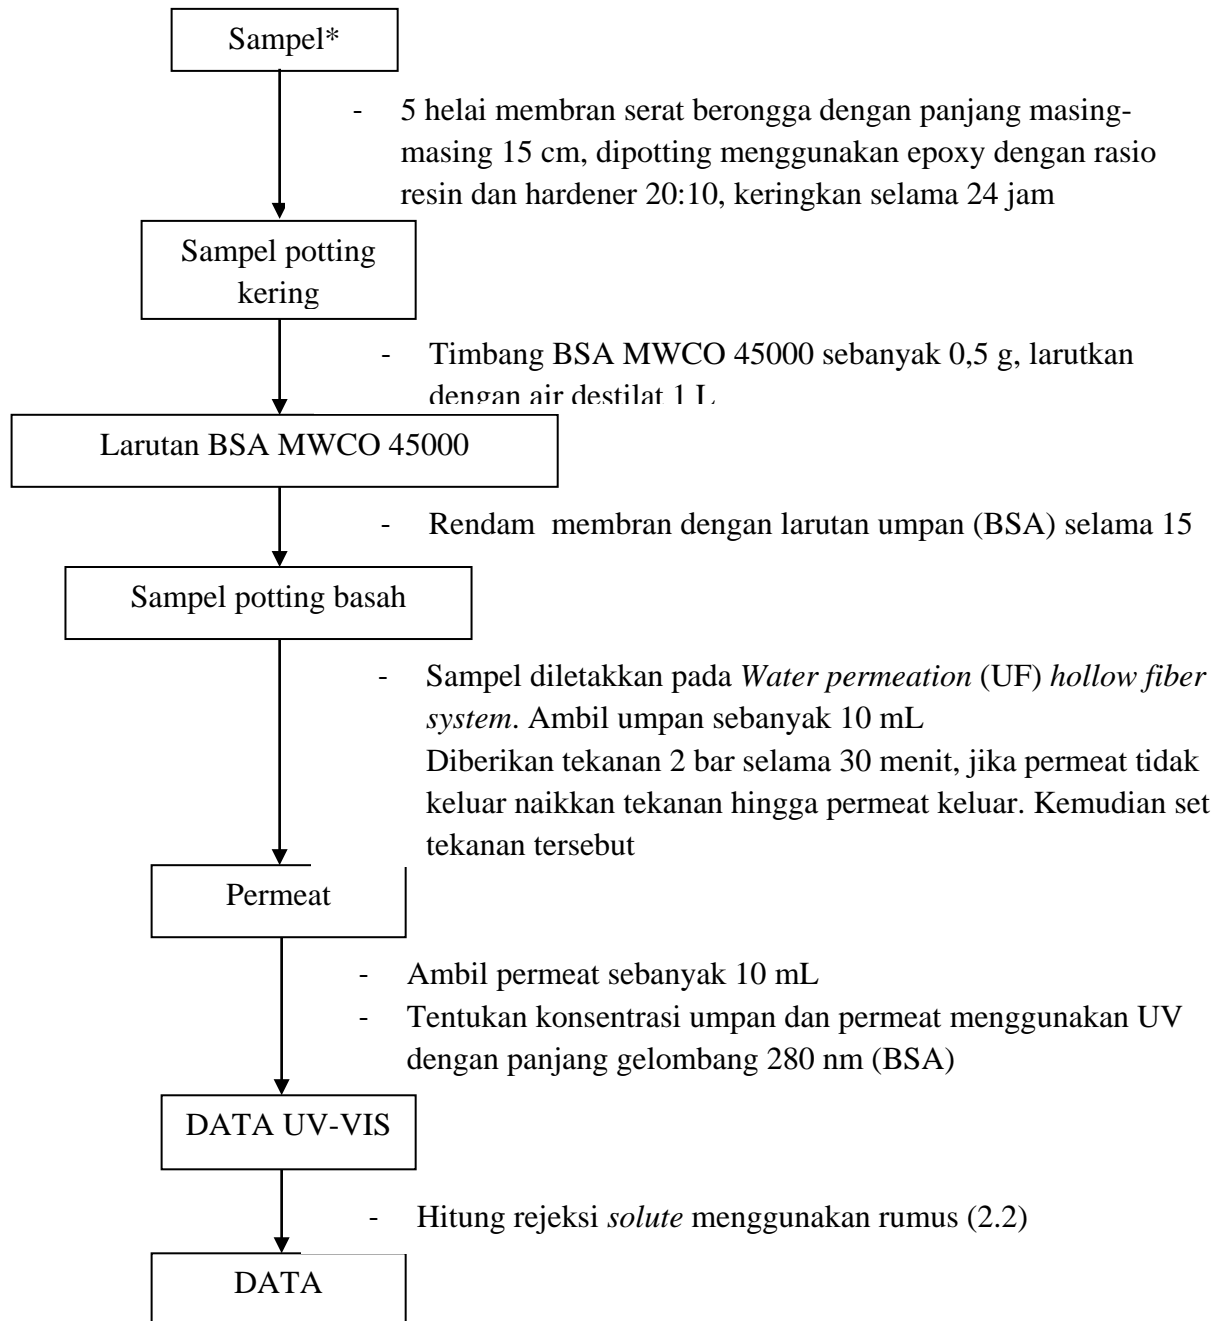 Sampel*
- 5 helai membran serat berongga dengan panjang masing-
masing 15 cm, dipotting menggunakan epoxy dengan rasio
resin dan hardener 20:10, keringkan selama 24 jam
Sampel potting
kering
- Timbang BSA MWCO 45000 sebanyak 0,5 g, larutkan
dengan air destilat 1 L
Larutan BSA MWCO 45000
- Rendam membran dengan larutan umpan (BSA) selama 15
Sampel potting basah
- Sampel diletakkan pada Water permeation (UF) hollow fiber
system. Ambil umpan sebanyak 10 mL
Diberikan tekanan 2 bar selama 30 menit, jika permeat tidak
keluar naikkan tekanan hingga permeat keluar. Kemudian set
tekanan tersebut
Permeat
- Ambil permeat sebanyak 10 mL
- Tentukan konsentrasi umpan dan permeat menggunakan UV
dengan panjang gelombang 280 nm (BSA)
DATA UV-VIS
- Hitung rejeksi solute menggunakan rumus (2.2)
DATA